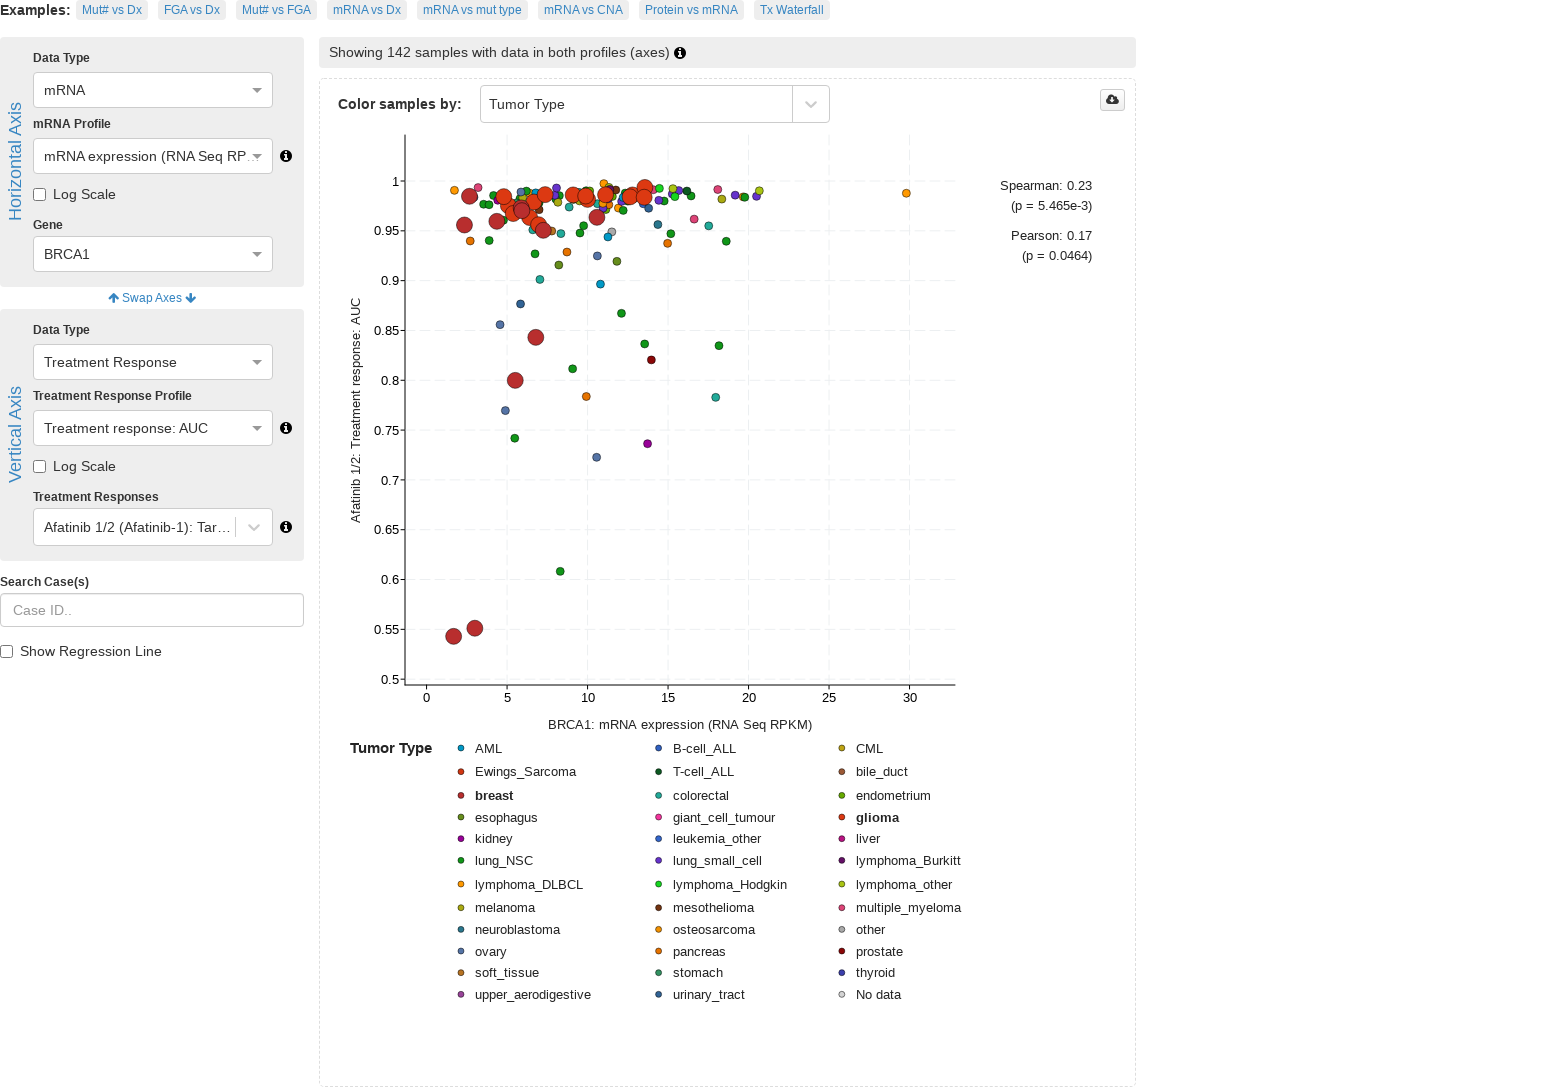 Examples: Mut# vs Dx FGA vs Dx Mut# vs FGA mRNA vs Dx mRNA vs mut type mRNA vs CNA Protein vs mRNA Tx Waterfall
Horizontal Axis
Data Type
mRNA
mRNA Profile
mRNA expression (RNA Seq RP...
Log Scale
Gene
BRCA1
Swap Axes
Vertical Axis
Data Type
Treatment Response
Treatment Response Profile
Treatment response: AUC
Log Scale
Treatment Responses
Afatinib 1/2 (Afatinib-1): Tar...
Search Case(s)
Case ID..
Show Regression Line
Showing 142 samples with data in both profiles (axes)
Color samples by: Tumor Type
Spearman: 0.23
(p = 5.465e-3)
Pearson: 0.17
(p = 0.0464)
Afatinib 1/2: Treatment response: AUC
1
0.95
0.9
0.85
0.8
0.75
0.7
0.65
0.6
0.55
0.5
0 5 10 15 20 25 30
BRCA1: mRNA expression (RNA Seq RPKM)
Tumor Type AML B-cell_ALL CML
Ewings_Sarcoma T-cell_ALL bile_duct
breast colorectal endometrium
esophagus giant_cell_tumour glioma
kidney leukemia_other liver
lung_NSC lung_small_cell lymphoma_Burkitt
lymphoma_DLBCL lymphoma_Hodgkin lymphoma_other
melanoma mesothelioma multiple_myeloma
neuroblastoma osteosarcoma other
ovary pancreas prostate
soft_tissue stomach thyroid
upper_aerodigestive urinary_tract No data